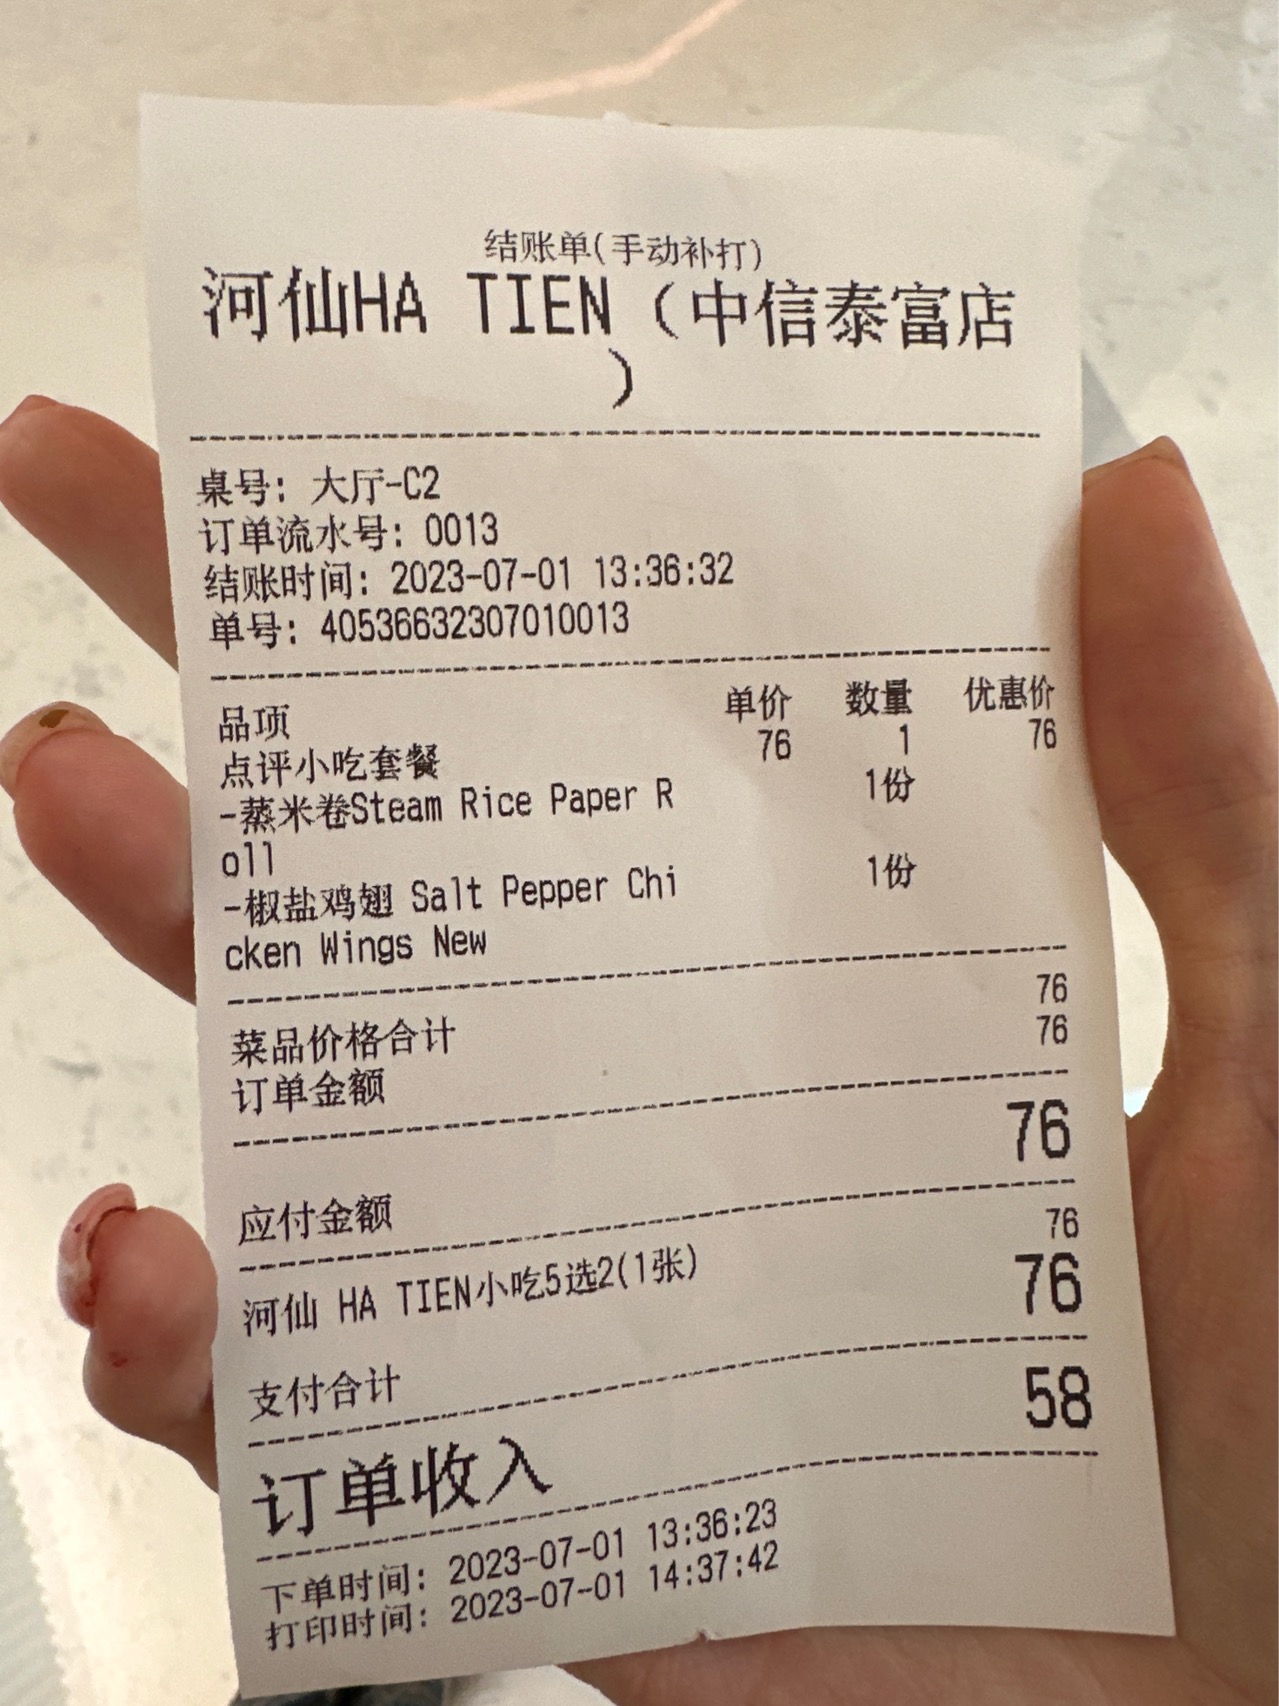 结账单(手动补打)
河仙HA TIEN（中信泰富店
）
桌号: 大厅-C2
订单流水号: 0013
结账时间: 2023-07-01 13:36:32
单号: 40536632307010013
品项 单价 数量 优惠价
点评小吃套餐 76 1 76
-蒸米卷Steam Rice Paper R 1份
oll
-椒盐鸡翅 Salt Pepper Chi 1份
cken Wings New
菜品价格合计 76
订单金额 76
应付金额 76
河仙 HA TIEN小吃5选2(1张) 76
支付合计 76
订单收入 58
下单时间: 2023-07-01 13:36:23
打印时间: 2023-07-01 14:37:42